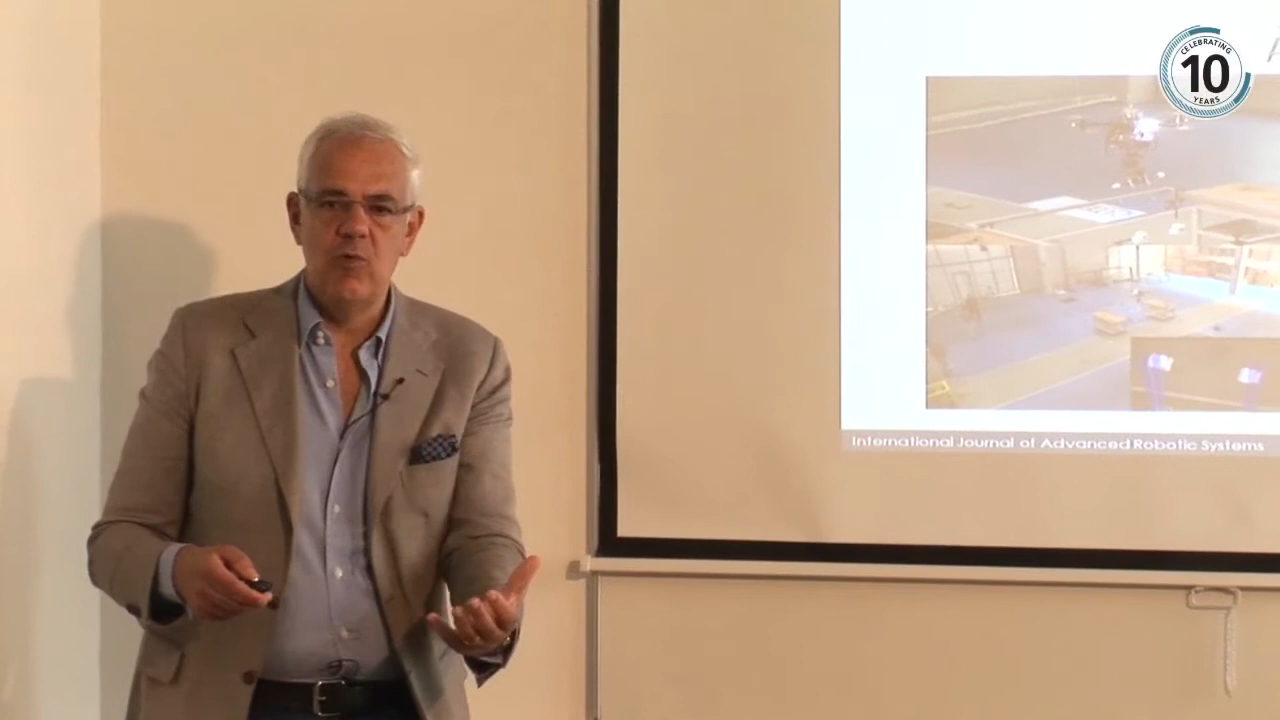 CELEBRATING
10
YEARS
International Journal of Advanced Robotic Systems